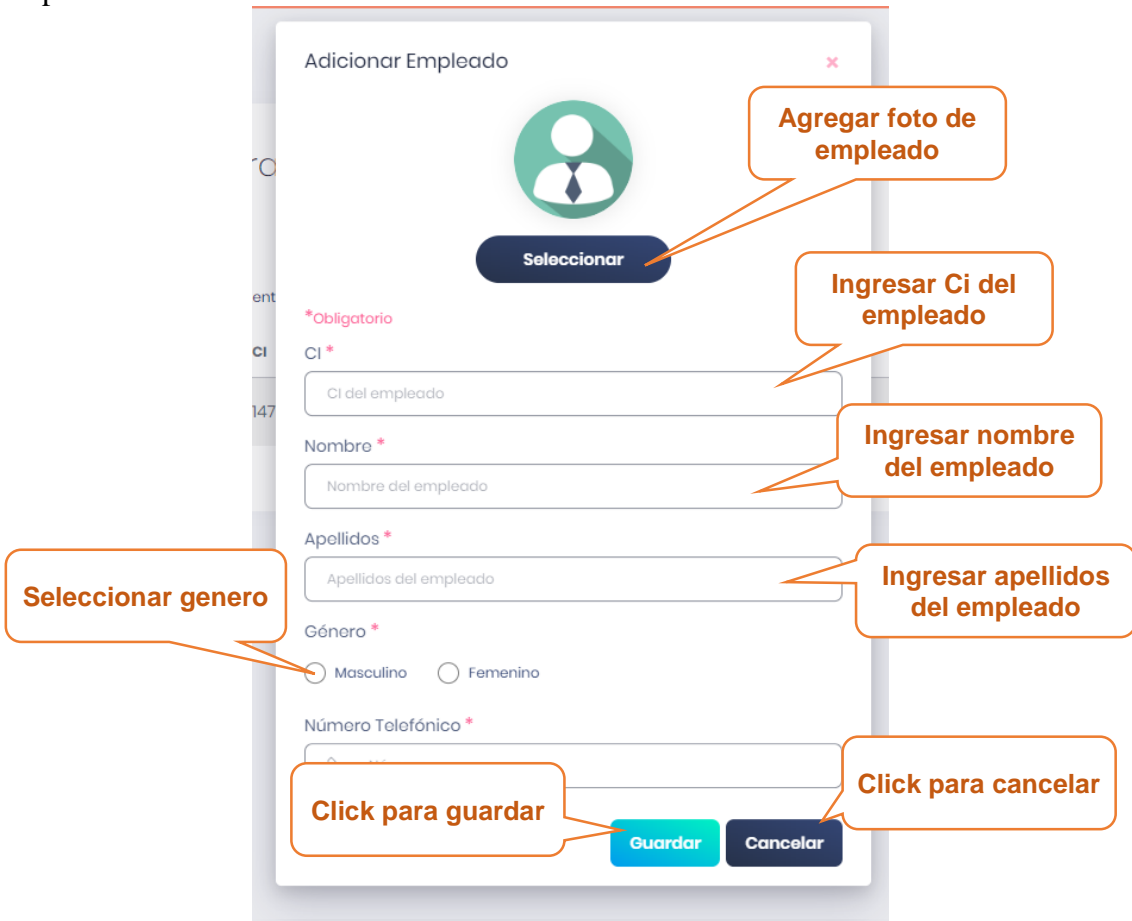 Adicionar Empleado
×
Agregar foto de
empleado
Seleccionar
Ingresar Ci del
empleado
*Obligatorio
CI
CI *
CI del empleado
147
Ingresar nombre
del empleado
Nombre *
Nombre del empleado
Apellidos *
Ingresar apellidos
del empleado
Apellidos del empleado
Seleccionar genero
Género *
Masculino Femenino
Número Telefónico *
Click para cancelar
Click para guardar
Guardar Cancelar